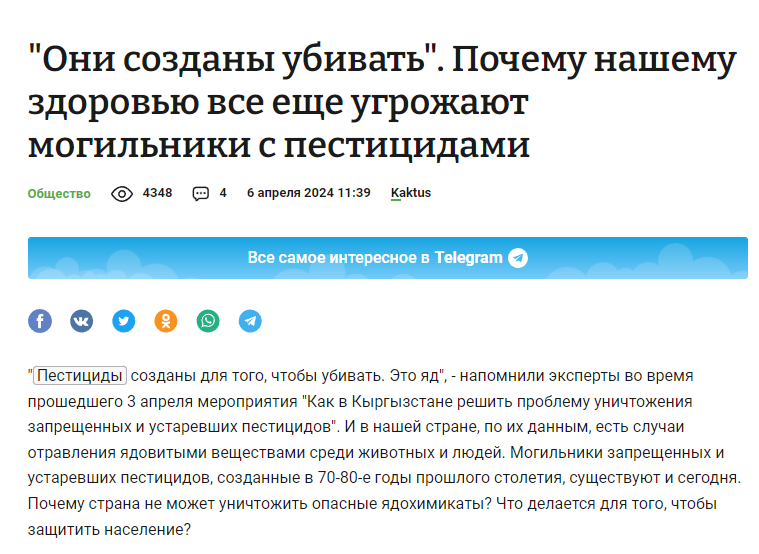 "Они созданы убивать". Почему нашему
здоровью все еще угрожают
могильники с пестицидами
Общество 4348 4 6 апреля 2024 11:39 Kaktus
Все самое интересное в Telegram
"Пестициды созданы для того, чтобы убивать. Это яд", - напомнили эксперты во время
прошедшего 3 апреля мероприятия "Как в Кыргызстане решить проблему уничтожения
запрещенных и устаревших пестицидов". И в нашей стране, по их данным, есть случаи
отравления ядовитыми веществами среди животных и людей. Могильники запрещенных и
устаревших пестицидов, созданные в 70-80-е годы прошлого столетия, существуют и сегодня.
Почему страна не может уничтожить опасные ядохимикаты? Что делается для того, чтобы
защитить население?